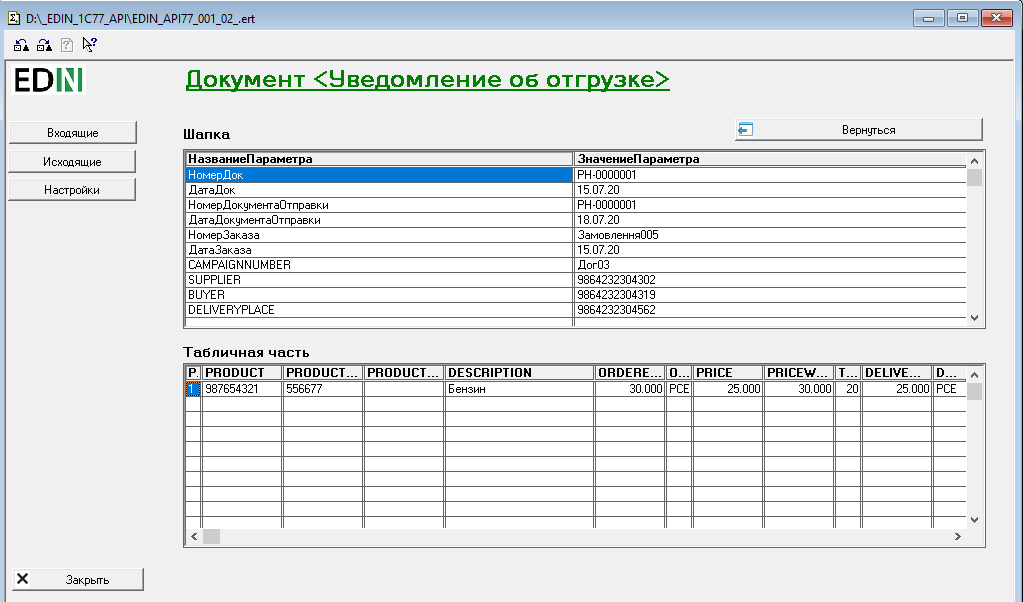 D:\_EDIN_1C77_API\EDIN_API77_001_02_.ert
EDIN
Документ <Уведомление об отгрузке>
Входящие
Исходящие
Настройки
Шапка
Вернуться
НазваниеПараметра ЗначениеПараметра
НомерДок РН-0000001
ДатаДок 15.07.20
НомерДокументаОтправки РН-0000001
ДатаДокументаОтправки 18.07.20
НомерЗаказа Замовлення005
ДатаЗаказа 15.07.20
CAMPAIGNNUMBER Дог03
SUPPLIER 9864232304302
BUYER 9864232304319
DELIVERYPLACE 9864232304562
Табличная часть
P. PRODUCT PRODUCT... PRODUCT... DESCRIPTION ORDERE... O... PRICE PRICEW... T... DELIVE... D...
1 987654321 556677 Бензин 30.000 PCE 25.000 30.000 20 25.000 PCE
Закрыть